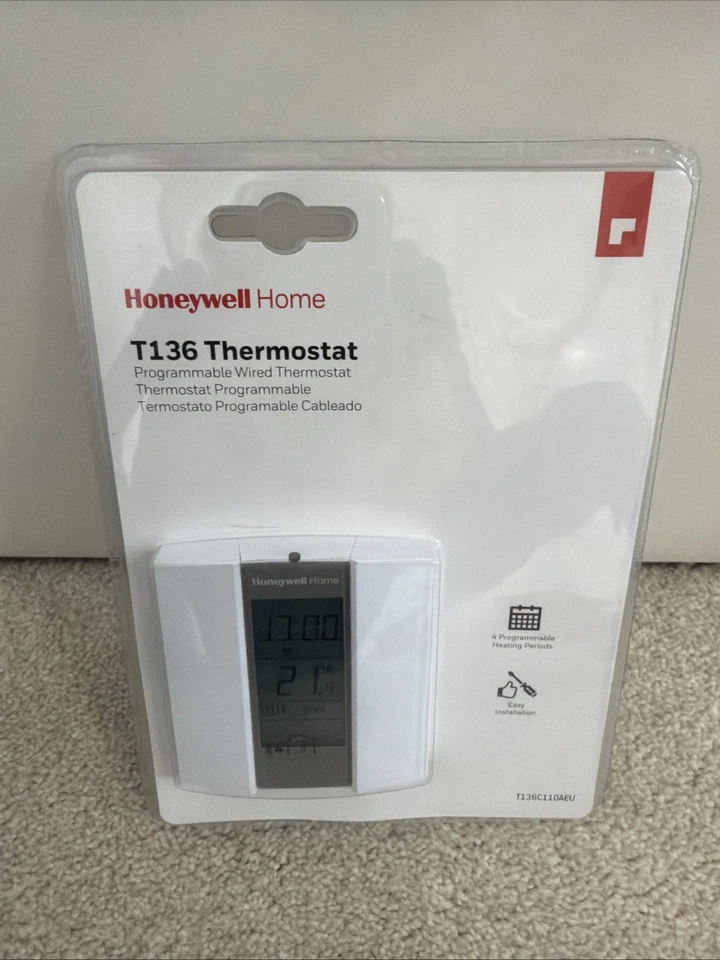 Honeywell Home
T136 Thermostat
Programmable Wired Thermostat
Thermostat Programmable
Termostato Programable Cableado
Honeywell Home
17:00
21.4
4 Programmable
Heating Periods
Easy
Installation
T136C110AEU